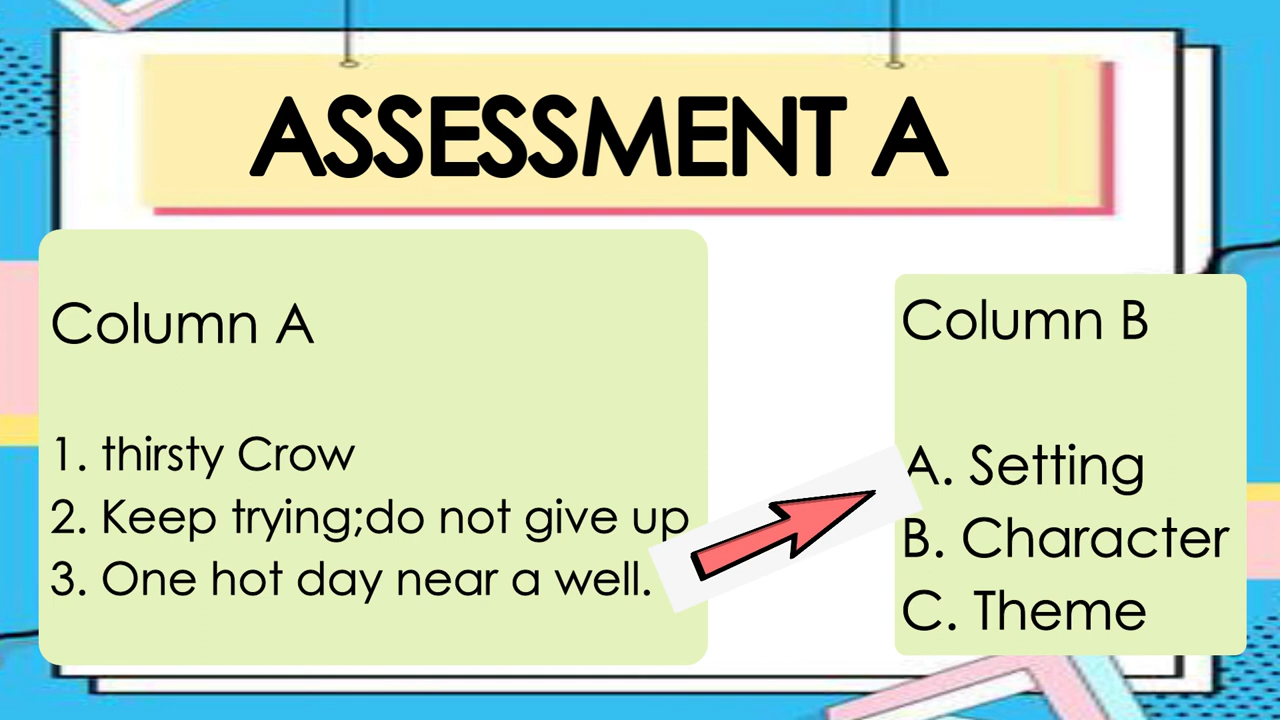 ASSESSMENT A
Column A
1. thirsty Crow
2. Keep trying;do not give up
3. One hot day near a well.
Column B
A. Setting
B. Character
C. Theme